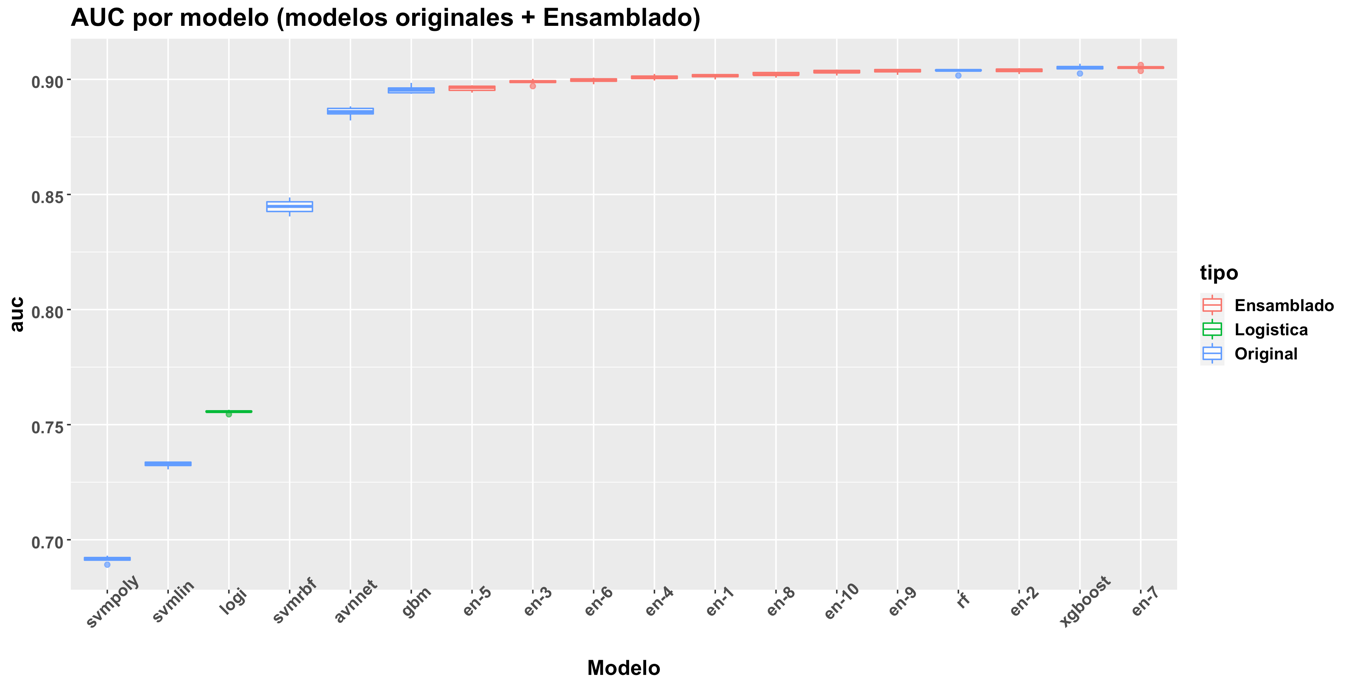 AUC por modelo (modelos originales + Ensamblado)
auc
0.90
0.85
0.80
0.75
0.70
svmpoly
svmlin
logi
svmrbf
avnnet
gbm
en-5
en-3
en-6
en-4
en-1
en-8
en-10
en-9
rf
en-2
xgboost
en-7
Modelo
tipo
Ensamblado
Logistica
Original